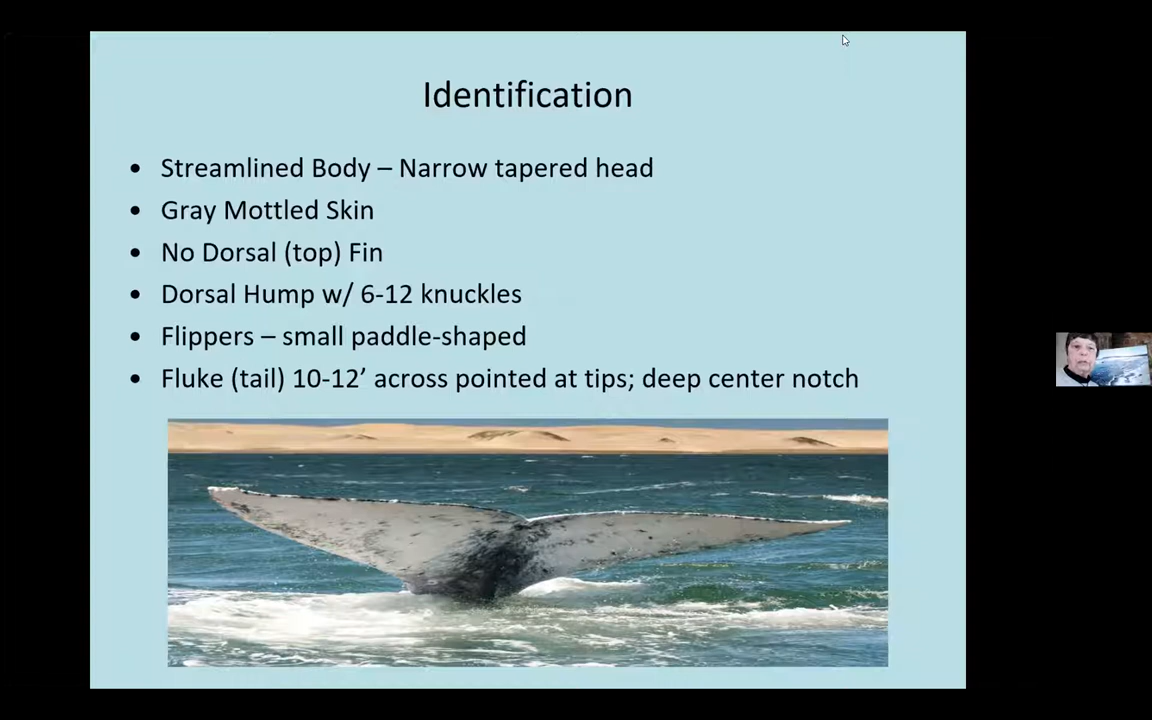 Identification
• Streamlined Body – Narrow tapered head
• Gray Mottled Skin
• No Dorsal (top) Fin
• Dorsal Hump w/ 6-12 knuckles
• Flippers – small paddle-shaped
• Fluke (tail) 10-12’ across pointed at tips; deep center notch